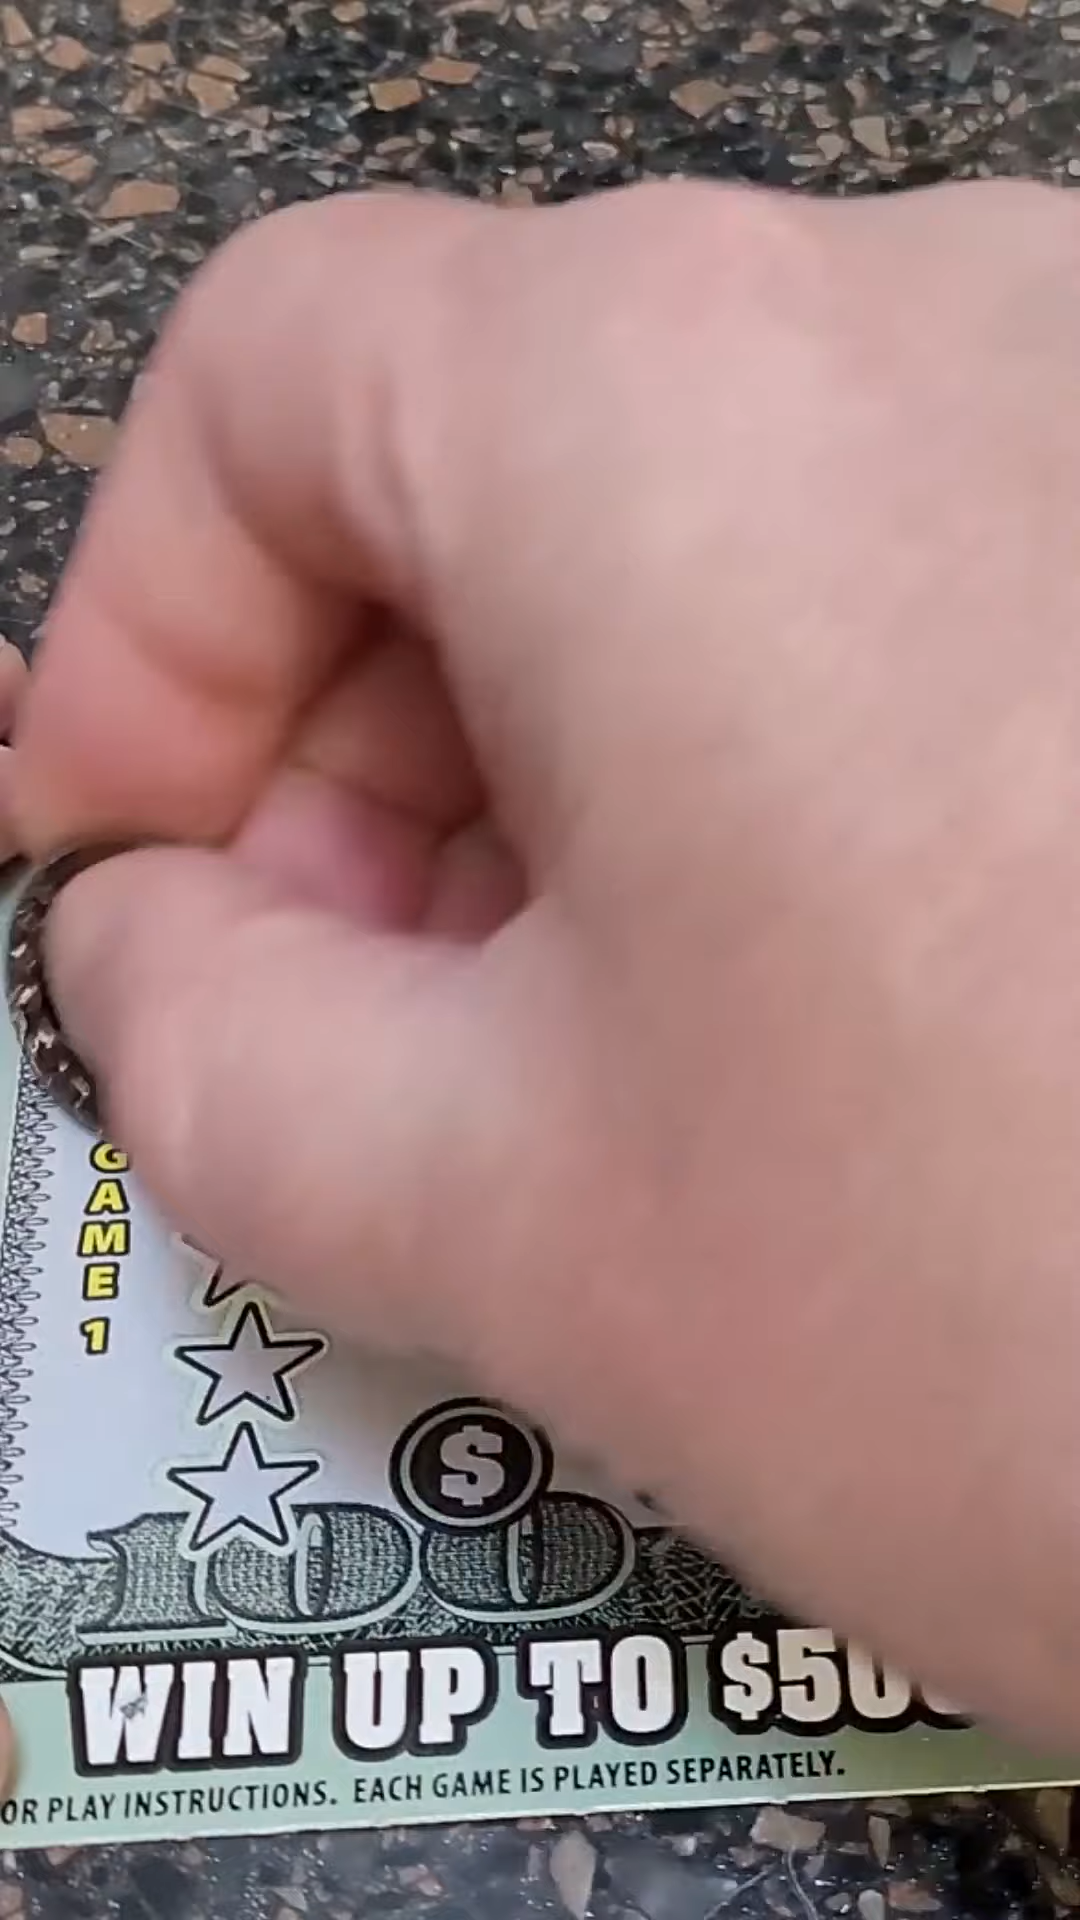 GAME 1
$
100
WIN UP TO
OR PLAY INSTRUCTIONS. EACH GAME IS PLAYED SEPARATELY.